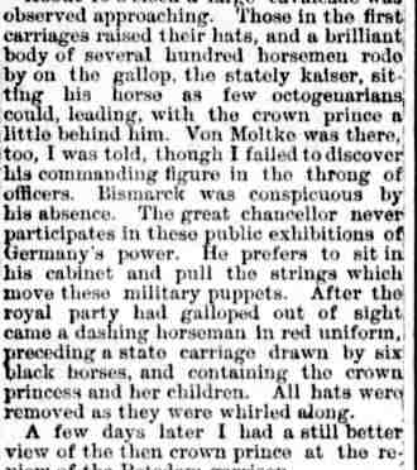 observed approaching. Those in the first
carriages raised their hats, and a brilliant
body of several hundred horsemen rode
by on the gallop, the stately kaiser, sit-
ting his horse as few octogenarians
could, leading, with the crown prince a
little behind him. Von Moltke was there,
too, I was told, though I failed to discover
his commanding figure in the throng of
officers. Bismarck was conspicuous by
his absence. The great chancellor never
participates in these public exhibitions of
Germany's power. He prefers to sit in
his cabinet and pull the strings which
move these military puppets. After the
royal party had galloped out of sight
came a dashing horseman in red uniform,
preceding a state carriage drawn by six
black horses, and containing the crown
princess and her children. All hats were
removed as they were whirled along.
A few days later I had a still better
view of the then crown prince at the re-